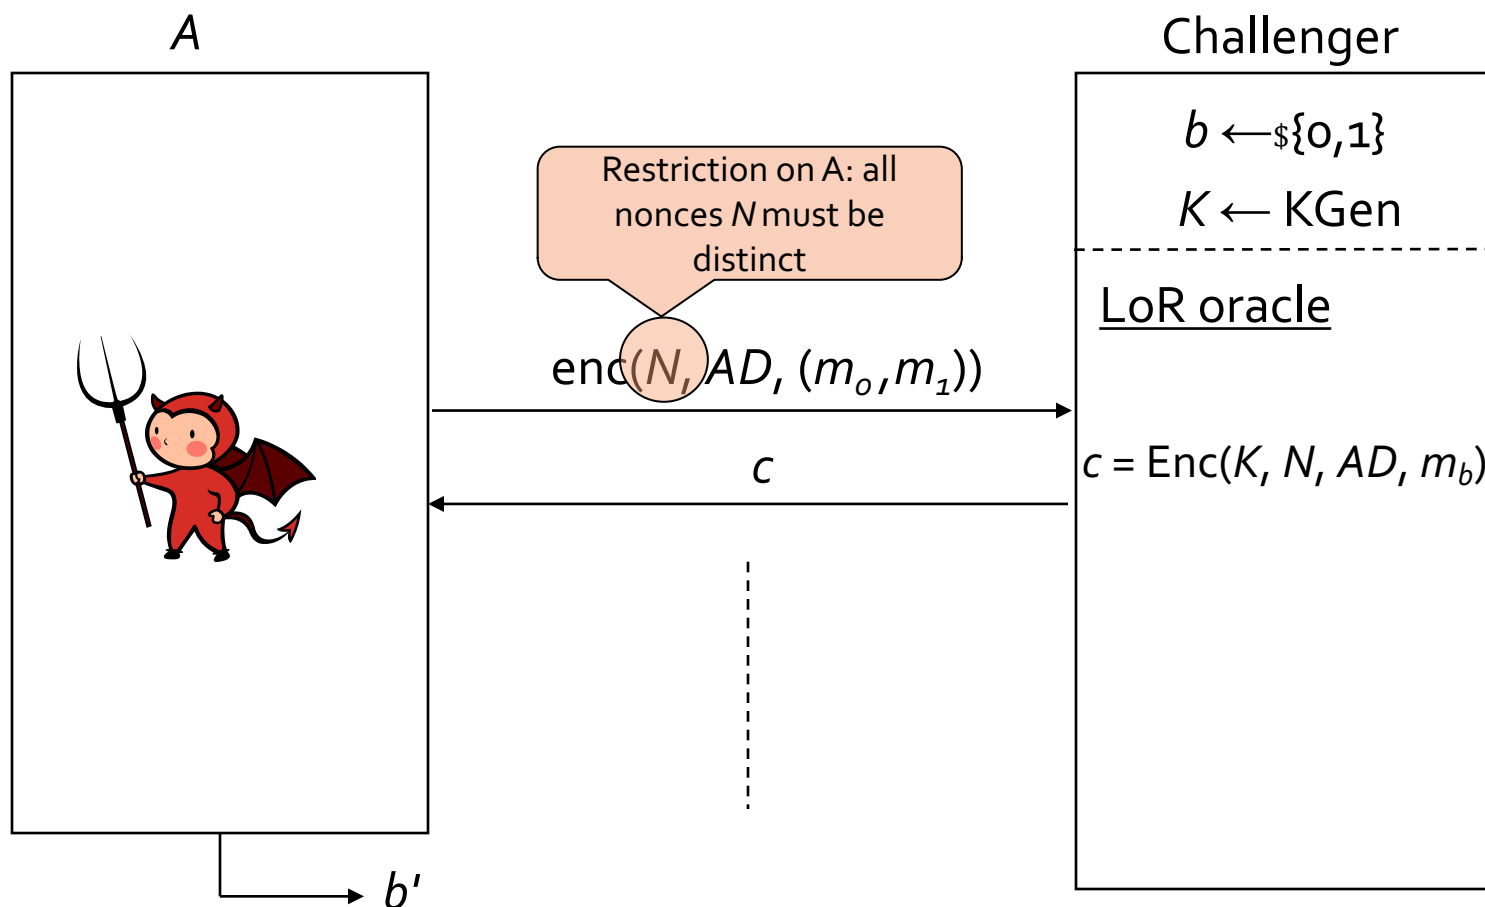 A
Challenger
b ←$ {0,1}
K ← KGen
Restriction on A: all
nonces N must be
distinct
LoR oracle
enc(N, AD, (m₀,m₁))
c = Enc(K, N, AD, m_b)
c
b'